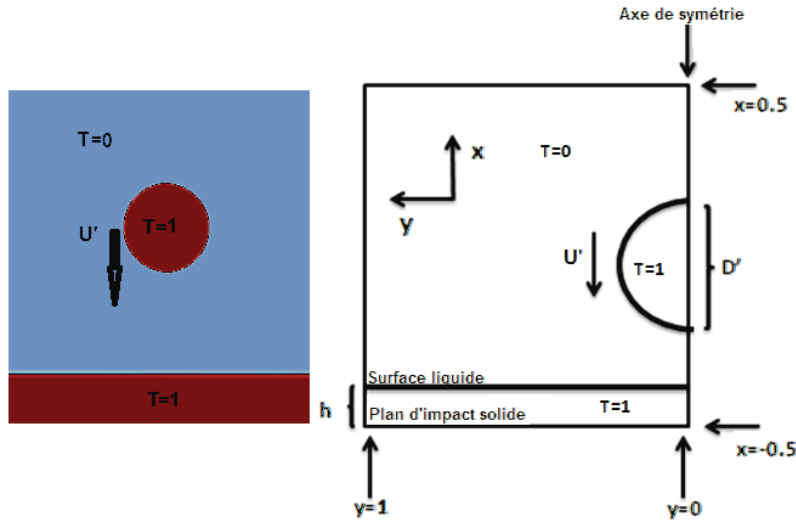 T=0
U'
T=1
T=1
Axe de symétrie
x=0.5
T=0
x
y
U'
T=1
D'
Surface liquide
h
Plan d'impact solide
T=1
x=-0.5
y=1
y=0